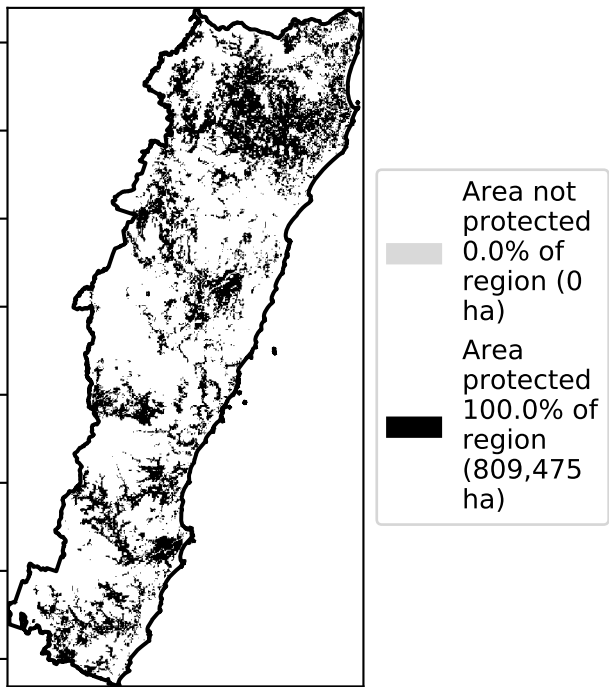 Area not
protected
0.0% of
region (0
ha)
Area
protected
100.0% of
region
(809,475
ha)